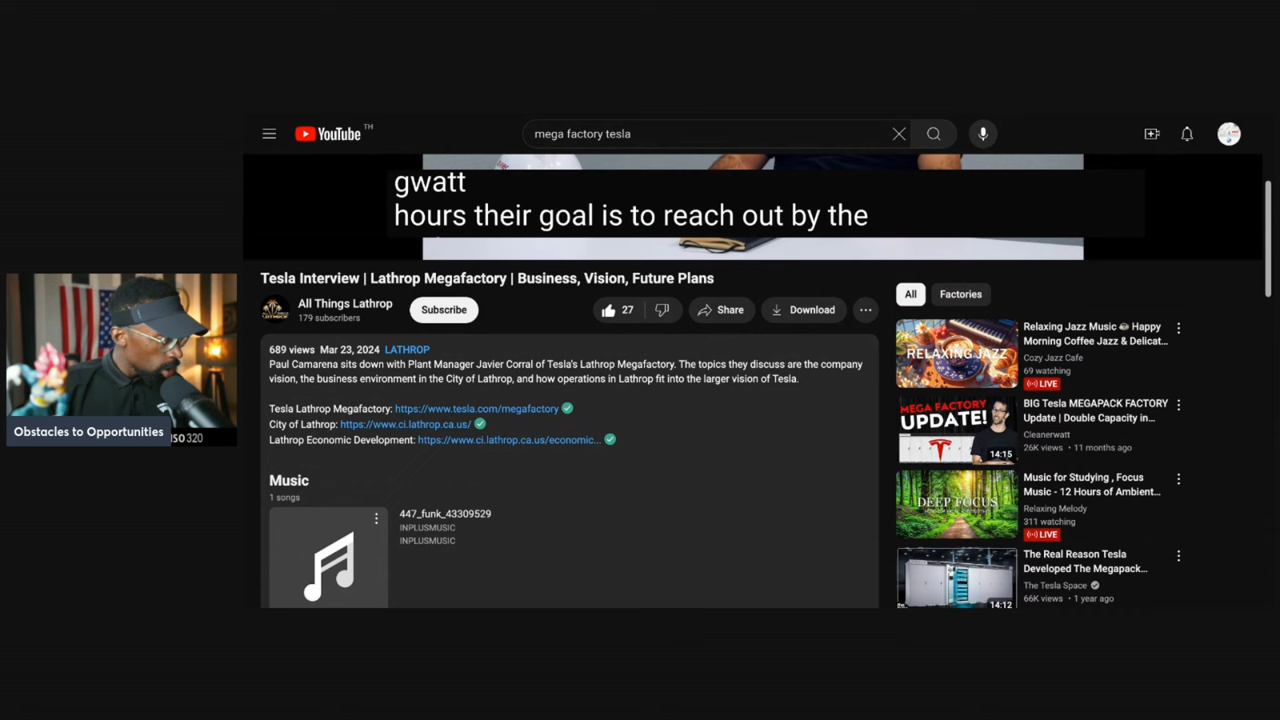 YouTube TH
mega factory tesla
gwatt
hours their goal is to reach out by the
Tesla Interview | Lathrop Megafactory | Business, Vision, Future Plans
All Things Lathrop
179 subscribers
Subscribe
27
Share
Download
689 views Mar 23, 2024 LATHROP
Paul Camarena sits down with Plant Manager Javier Corral of Tesla's Lathrop Megafactory. The topics they discuss are the company
vision, the business environment in the City of Lathrop, and how operations in Lathrop fit into the larger vision of Tesla.
Tesla Lathrop Megafactory: https://www.tesla.com/megafactory
City of Lathrop: https://www.ci.lathrop.ca.us/
Lathrop Economic Development: https://www.ci.lathrop.ca.us/economic...
Music
1 songs
447_funk_43309529
INPLUSMUSIC
INPLUSMUSIC
All
Factories
RELAXING JAZZ
Relaxing Jazz Music ☕ Happy
Morning Coffee Jazz & Delicat...
Cozy Jazz Cafe
69 watching
LIVE
MEGA FACTORY
UPDATE!
14:15
BIG Tesla MEGAPACK FACTORY
Update | Double Capacity in...
Cleanerwatt
26K views • 11 months ago
DEEP FOCUS
Music for Studying , Focus
Music - 12 Hours of Ambient...
Relaxing Melody
311 watching
LIVE
14:12
The Real Reason Tesla
Developed The Megapack...
The Tesla Space
66K views • 1 year ago
Obstacles to Opportunities
ISO 320